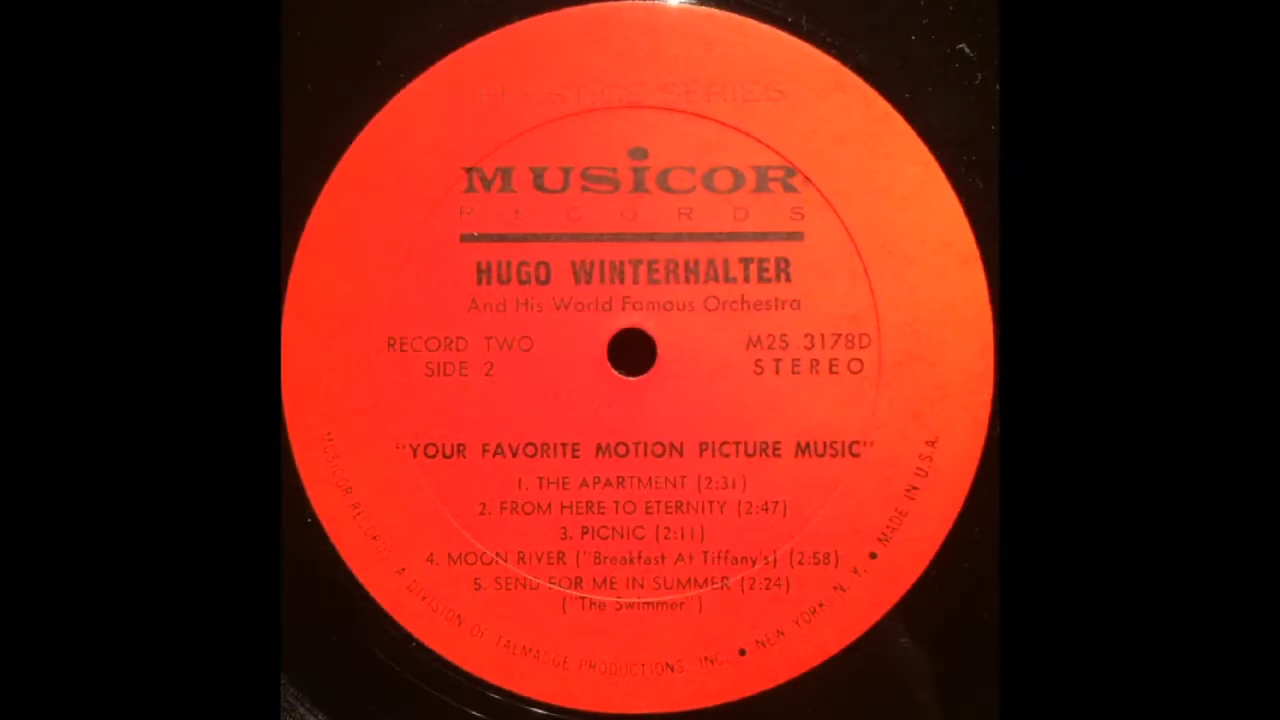 PRESTIGE SERIES
MUSICOR
RECORDS
HUGO WINTERHALTER
And His World Famous Orchestra
RECORD TWO
SIDE 2
M2S 3178D
STEREO
"YOUR FAVORITE MOTION PICTURE MUSIC"
1. THE APARTMENT (2:31)
2. FROM HERE TO ETERNITY (2:47)
3. PICNIC (2:11)
4. MOON RIVER ("Breakfast At Tiffany's) (2:58)
5. SEND FOR ME IN SUMMER (2:24)
("The Swimmer")
MUSICOR RECORDS, A DIVISION OF TALMADGE PRODUCTIONS, INC. ● NEW YORK, N. Y. ● MADE IN U.S.A.